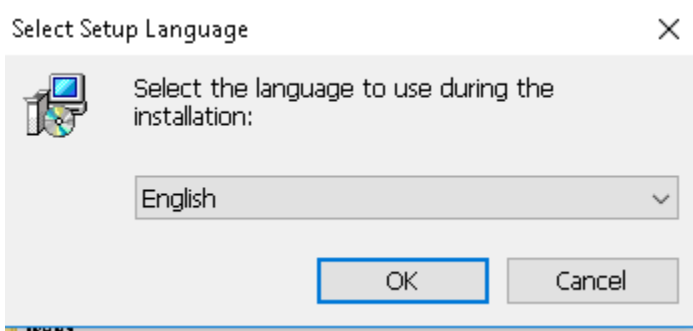 Select Setup Language
Select the language to use during the
installation:
English
OK
Cancel